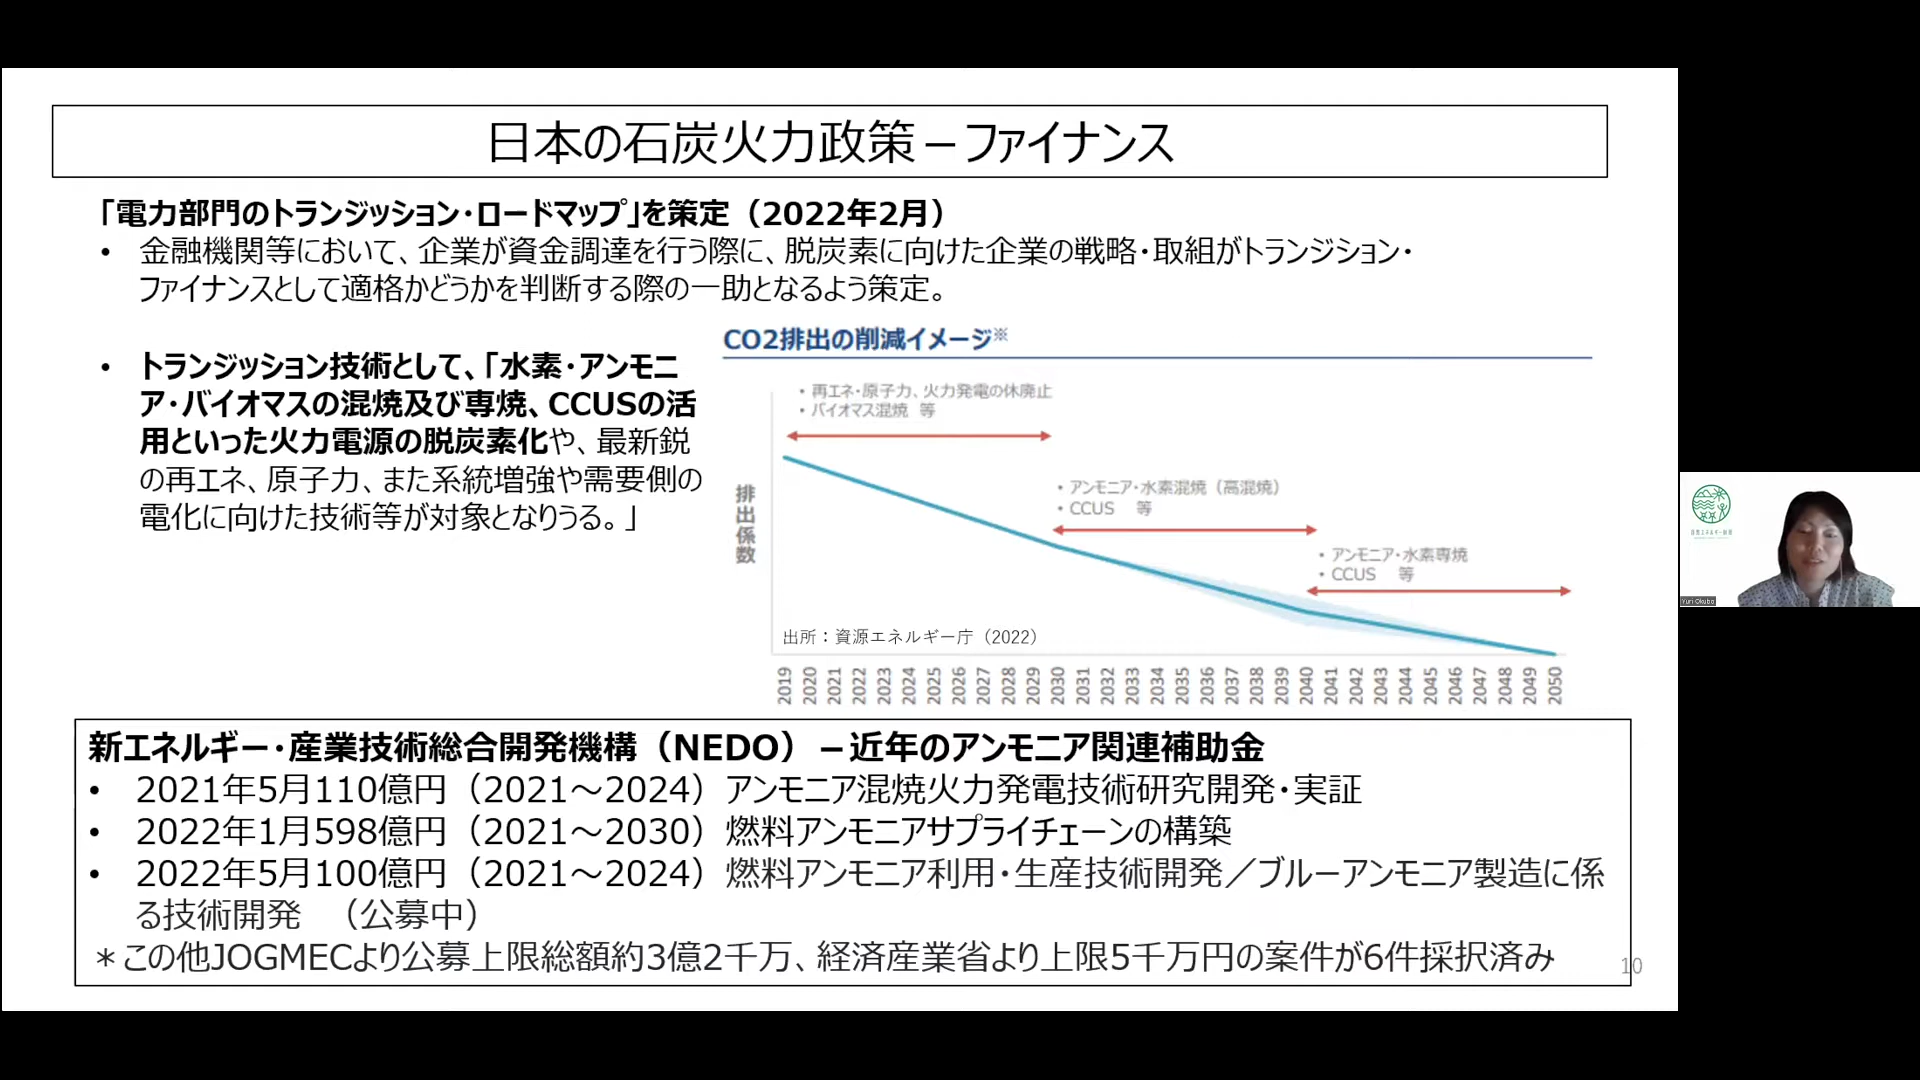 日本の石炭火力政策－ファイナンス
「電力部門のトランジッション・ロードマップ」を策定（2022年2月）
• 金融機関等において、企業が資金調達を行う際に、脱炭素に向けた企業の戦略・取組がトランジション・
ファイナンスとして適格かどうかを判断する際の一助となるよう策定。
• トランジッション技術として、「水素・アンモニ
ア・バイオマスの混焼及び専焼、CCUSの活
用といった火力電源の脱炭素化や、最新鋭
の再エネ、原子力、また系統増強や需要側の
電化に向けた技術等が対象となりうる。」
CO2排出の削減イメージ※
• 再エネ・原子力、火力発電の休廃止
• バイオマス混焼 等
• アンモニア・水素混焼（高混焼）
• CCUS 等
• アンモニア・水素専焼
• CCUS 等
排出係数
出所：資源エネルギー庁（2022）
2019 2020 2021 2022 2023 2024 2025 2026 2027 2028 2029 2030 2031 2032 2033 2034 2035 2036 2037 2038 2039 2040 2041 2042 2043 2044 2045 2046 2047 2048 2049 2050
新エネルギー・産業技術総合開発機構（NEDO）－近年のアンモニア関連補助金
• 2021年5月110億円（2021～2024）アンモニア混焼火力発電技術研究開発・実証
• 2022年1月598億円（2021～2030）燃料アンモニアサプライチェーンの構築
• 2022年5月100億円（2021～2024）燃料アンモニア利用・生産技術開発／ブルーアンモニア製造に係
る技術開発 （公募中）
＊この他JOGMECより公募上限総額約3億2千万、経済産業省より上限5千万円の案件が6件採択済み
10
Yuri Okubo